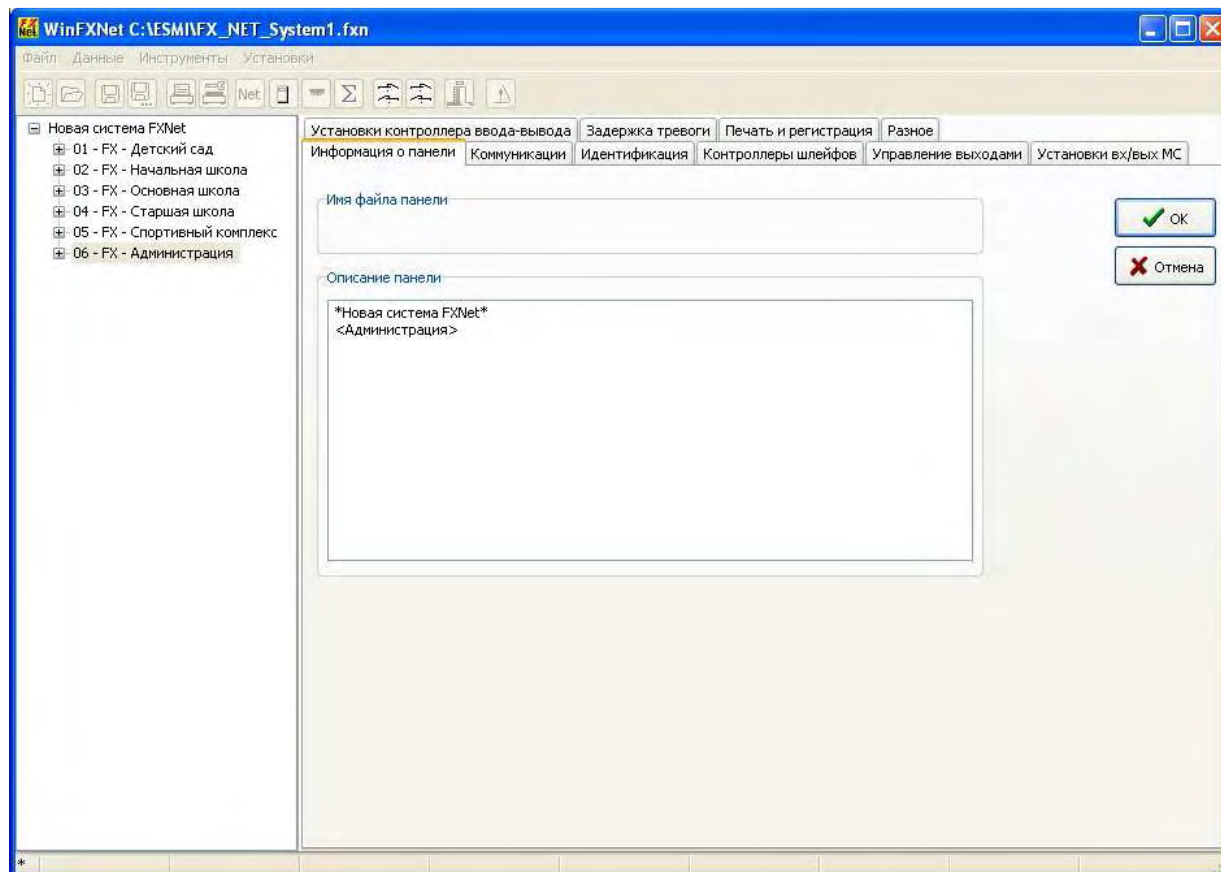 WinFXNet C:\ESMI\FX_NET_System1.fxn
Файл Данные Инструменты Установки
Net
Новая система FXNet
01 - FX - Детский сад
02 - FX - Начальная школа
03 - FX - Основная школа
04 - FX - Старшая школа
05 - FX - Спортивный комплекс
06 - FX - Администрация
Установки контроллера ввода-вывода Задержка тревоги Печать и регистрация Разное
Информация о панели Коммуникации Идентификация Контроллеры шлейфов Управление выходами Установки вх/вых МС
Имя файла панели
OK
Отмена
Описание панели
*Новая система FXNet*
<Администрация>
*